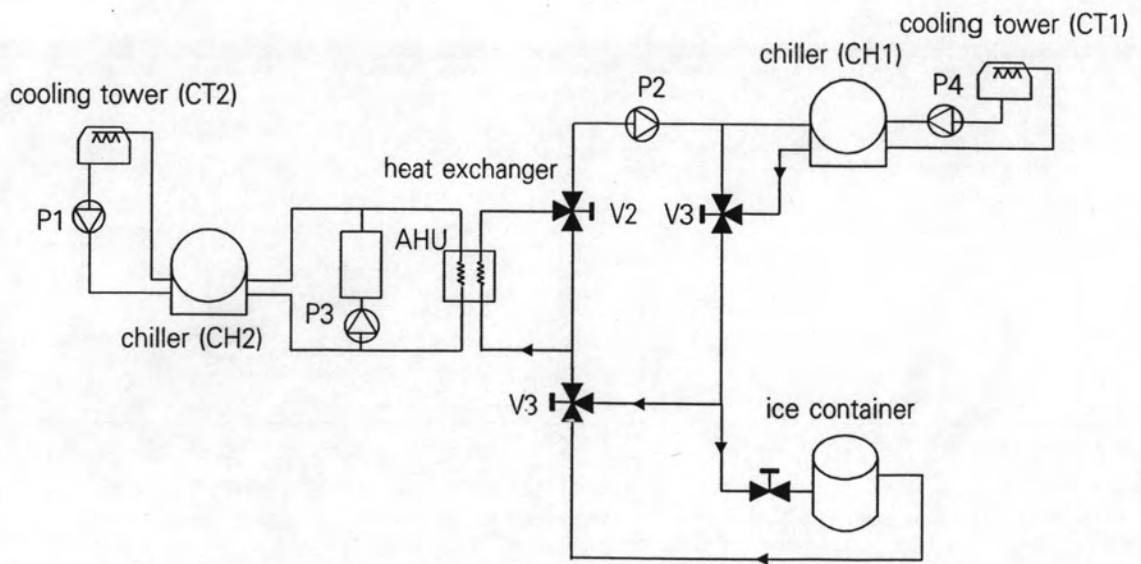 cooling tower (CT1)
chiller (CH1)
P2
P4
cooling tower (CT2)
heat exchanger
P1
V2
V3
AHU
P3
chiller (CH2)
V3
ice container